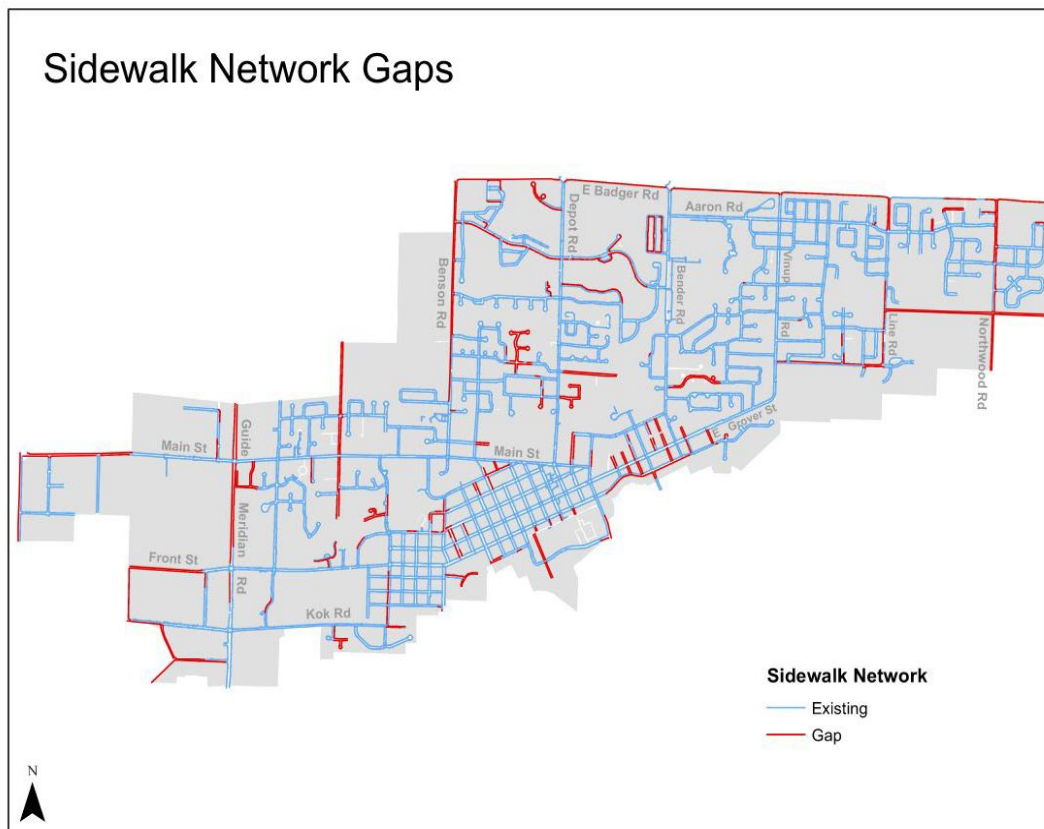 Sidewalk Network Gaps
E Badger Rd
Aaron Rd
Depot Rd
Benson Rd
Bender Rd
Vinup Rd
Line Rd
Northwood Rd
E Grover St
Main St
Main St
Guide Meridian Rd
Front St
Kok Rd
Sidewalk Network
Existing
Gap
N